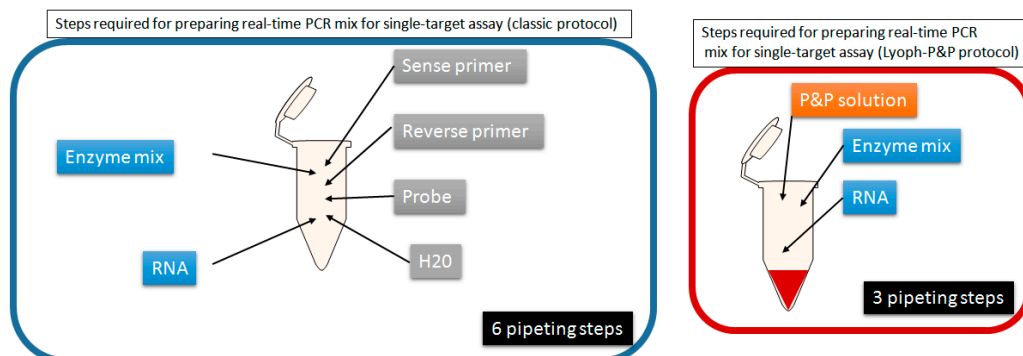 Steps required for preparing real-time PCR mix for single-target assay (classic protocol)
Sense primer
Reverse primer
Enzyme mix
Probe
RNA
H20
6 pipeting steps
Steps required for preparing real-time PCR
mix for single-target assay (Lyoph-P&P protocol)
P&P solution
Enzyme mix
RNA
3 pipeting steps